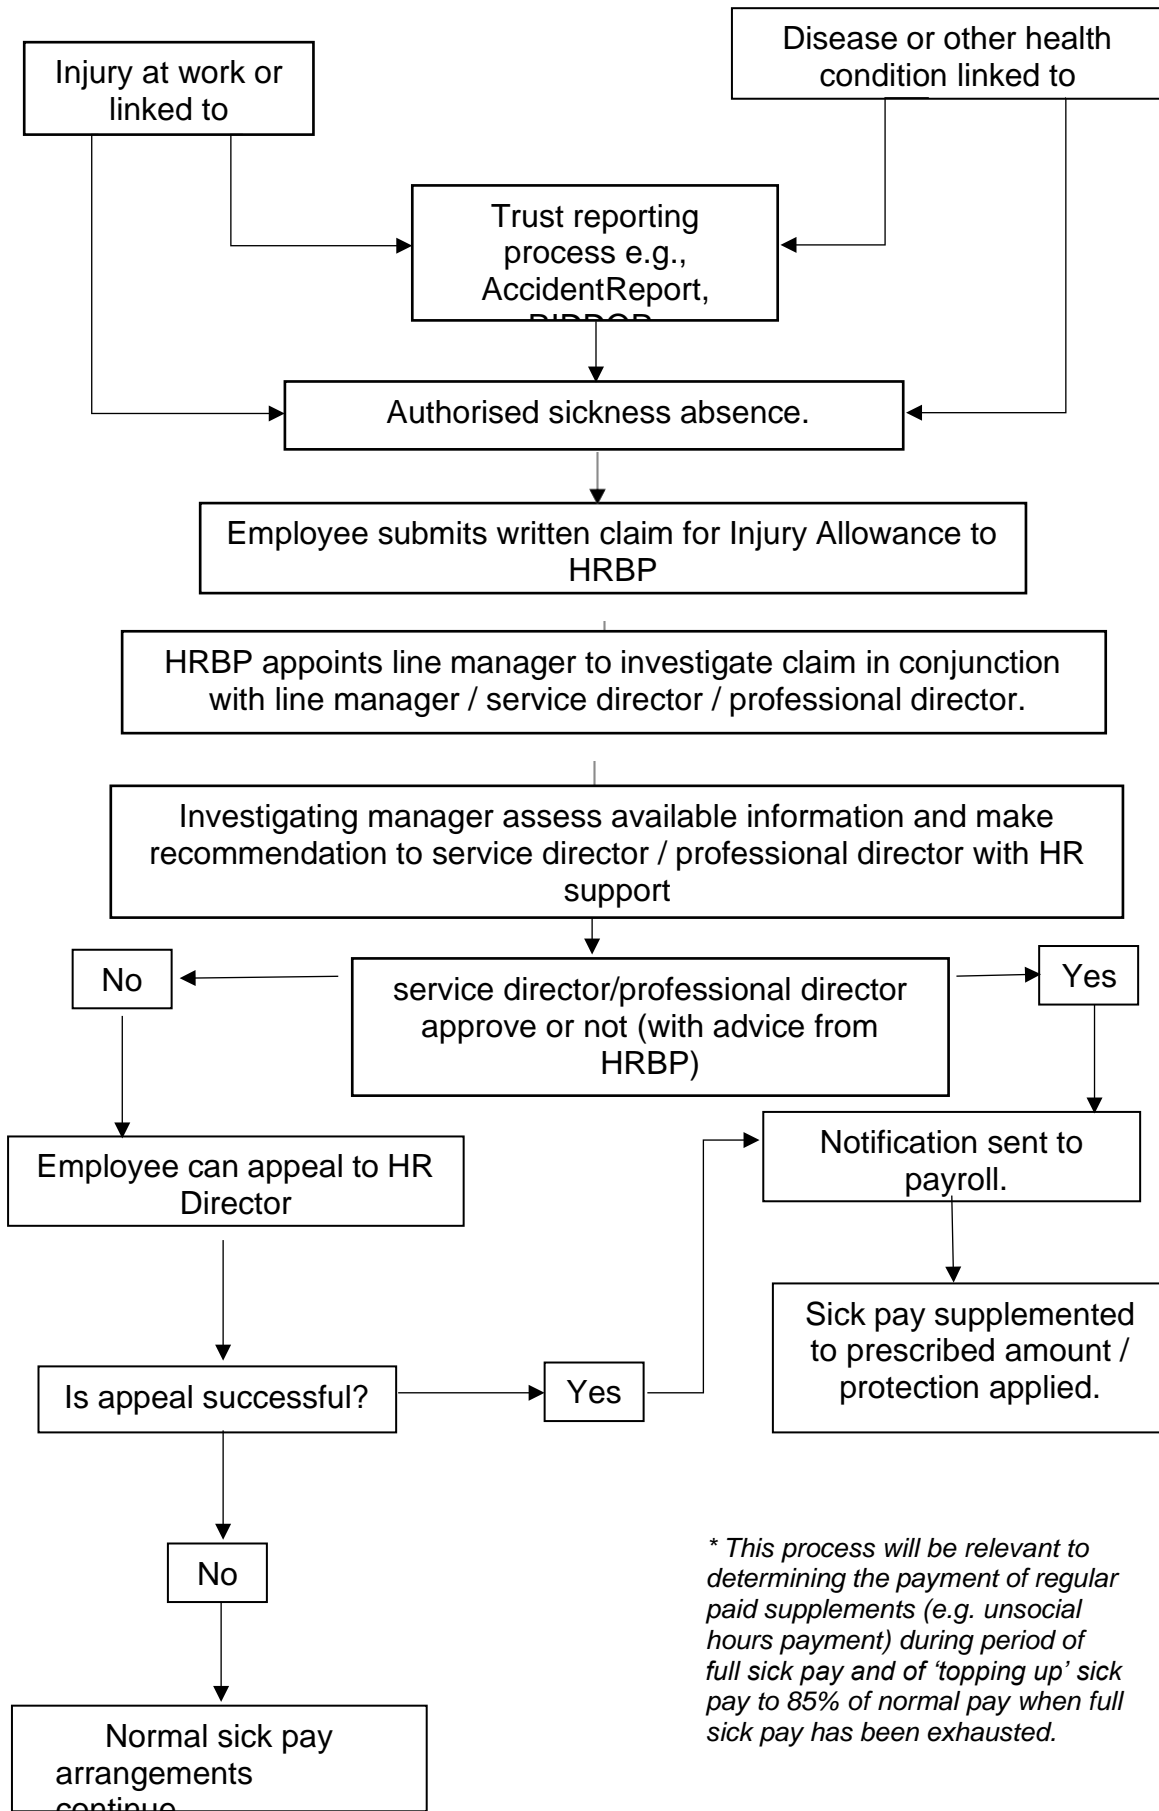 Injury at work or
linked to
Disease or other health
condition linked to
Trust reporting
process e.g.,
AccidentReport,
Authorised sickness absence.
Employee submits written claim for Injury Allowance to
HRBP
HRBP appoints line manager to investigate claim in conjunction
with line manager / service director / professional director.
Investigating manager assess available information and make
recommendation to service director / professional director with HR
support
No
service director/professional director
approve or not (with advice from
HRBP)
Yes
Employee can appeal to HR
Director
Notification sent to
payroll.
Sick pay supplemented
to prescribed amount /
protection applied.
Is appeal successful?
Yes
No
* This process will be relevant to
determining the payment of regular
paid supplements (e.g. unsocial
hours payment) during period of
full sick pay and of ‘topping up’ sick
pay to 85% of normal pay when full
sick pay has been exhausted.
Normal sick pay
arrangements
continue